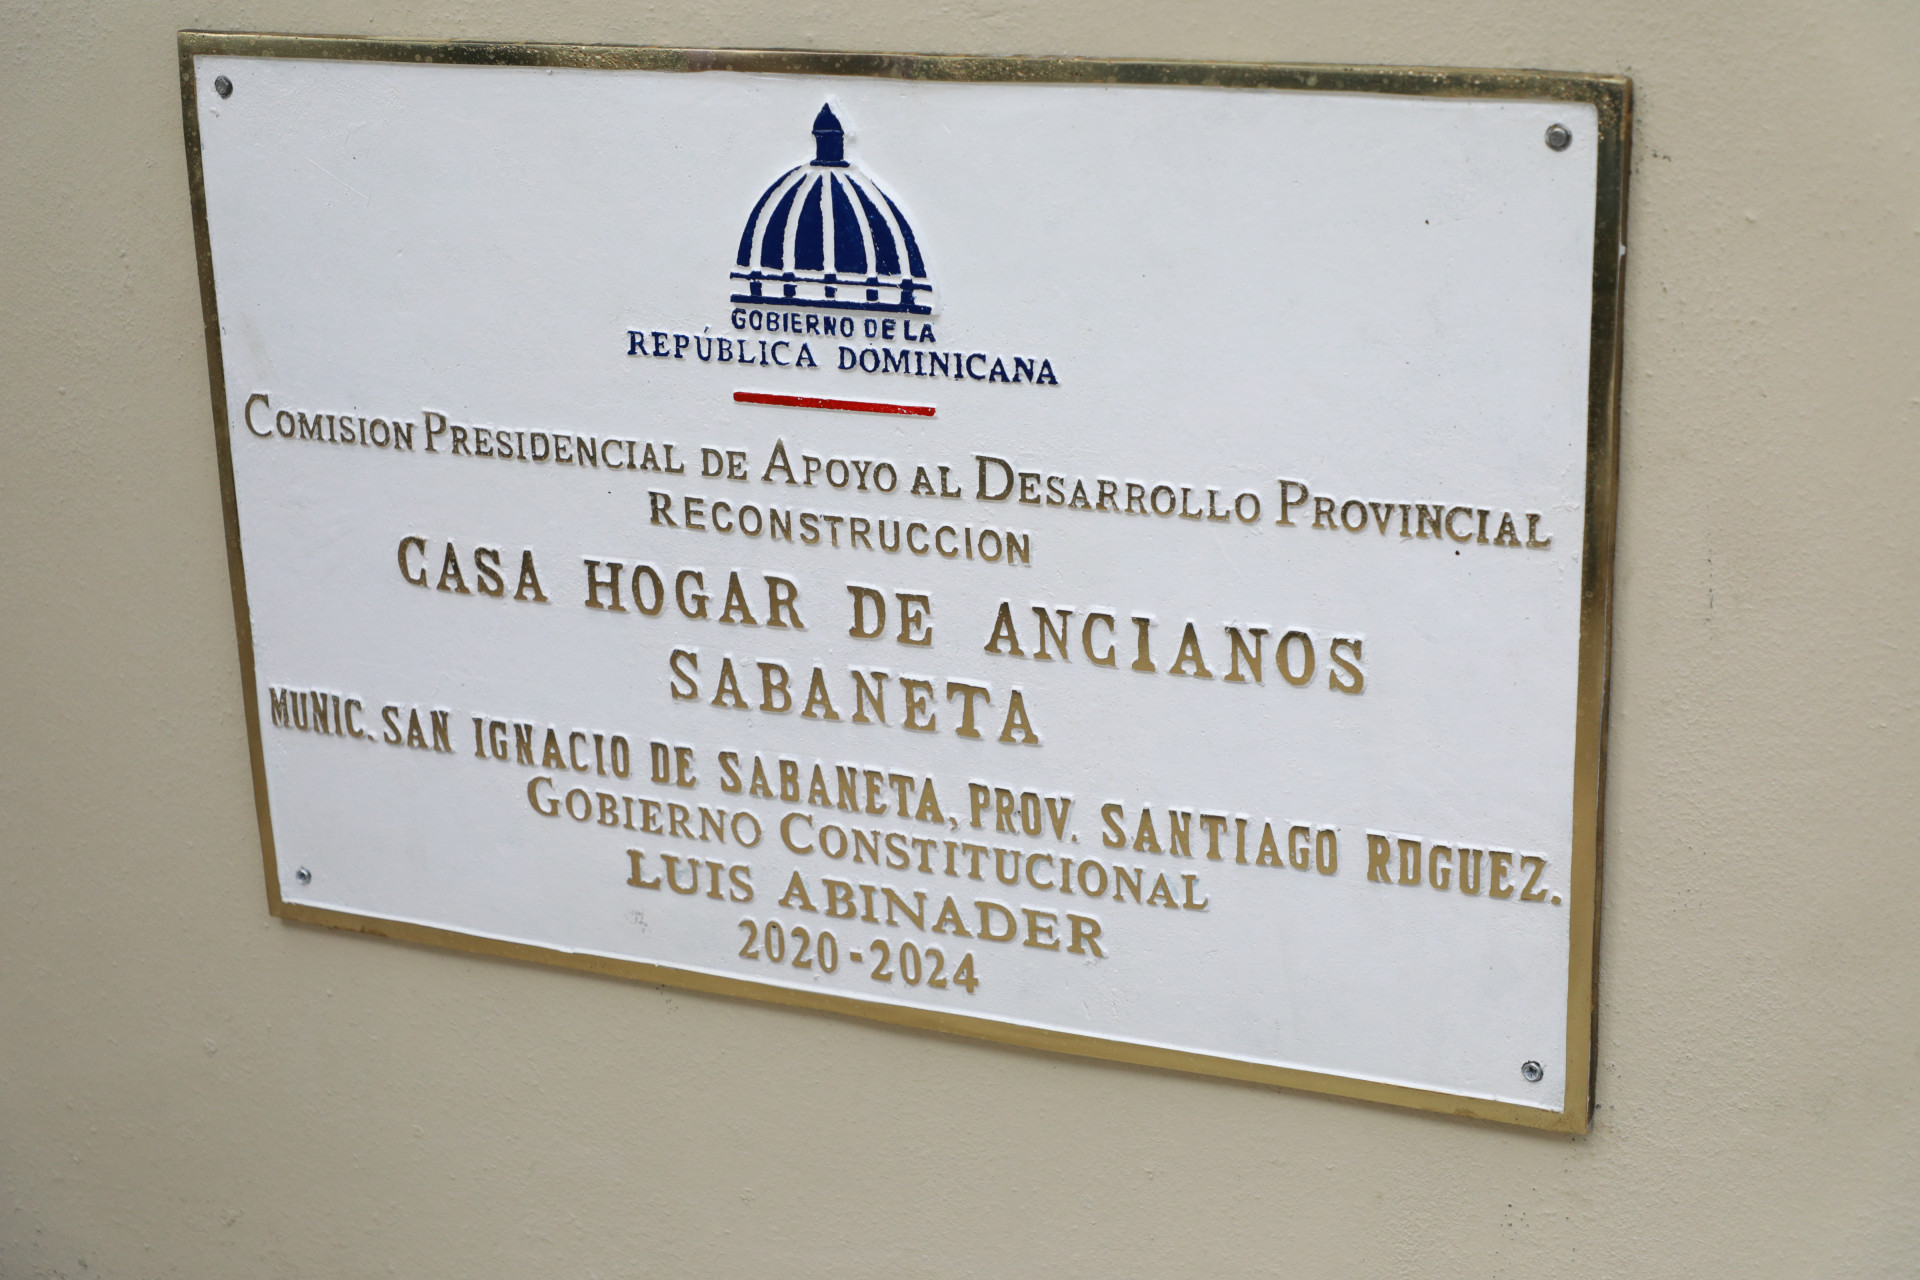 GOBIERNO DE LA
REPÚBLICA DOMINICANA
COMISION PRESIDENCIAL DE APOYO AL DESARROLLO PROVINCIAL
RECONSTRUCCION
CASA HOGAR DE ANCIANOS
SABANETA
MUNIC. SAN IGNACIO DE SABANETA, PROV. SANTIAGO RDGUEZ.
GOBIERNO CONSTITUCIONAL
LUIS ABINADER
2020-2024